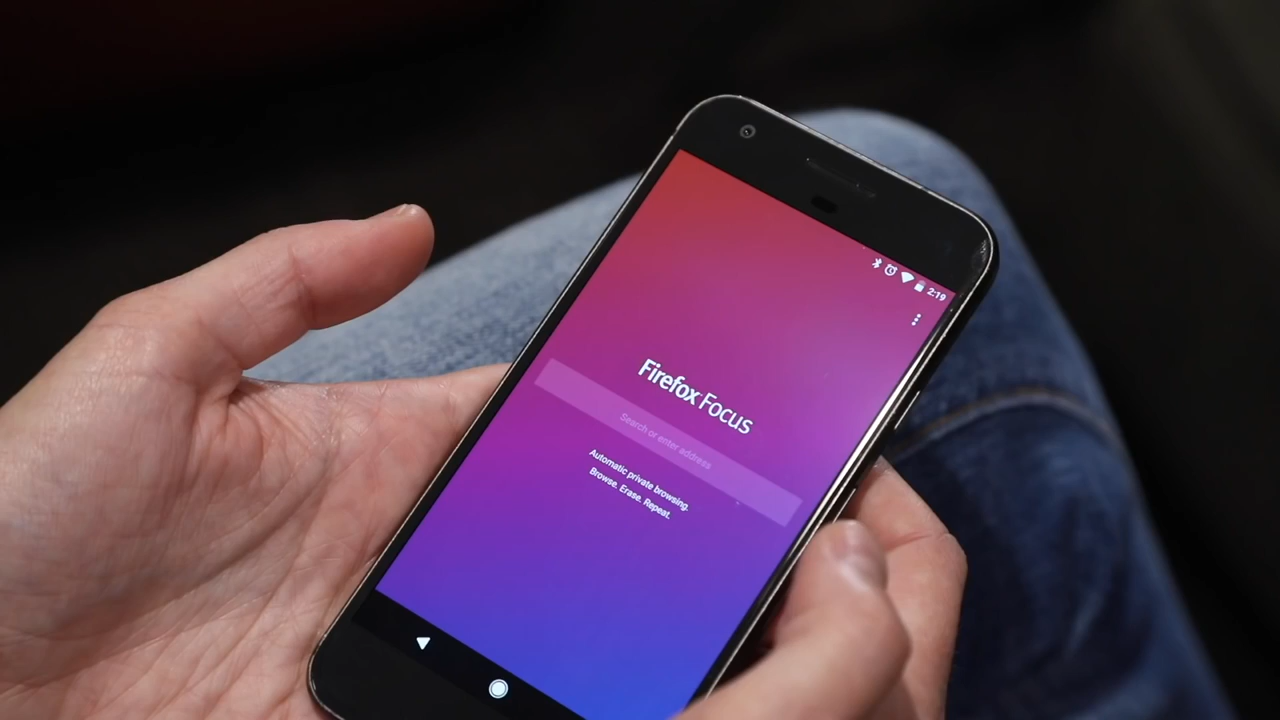 2:19
Firefox Focus
Search or enter address
Automatic private browsing.
Browse. Erase. Repeat.